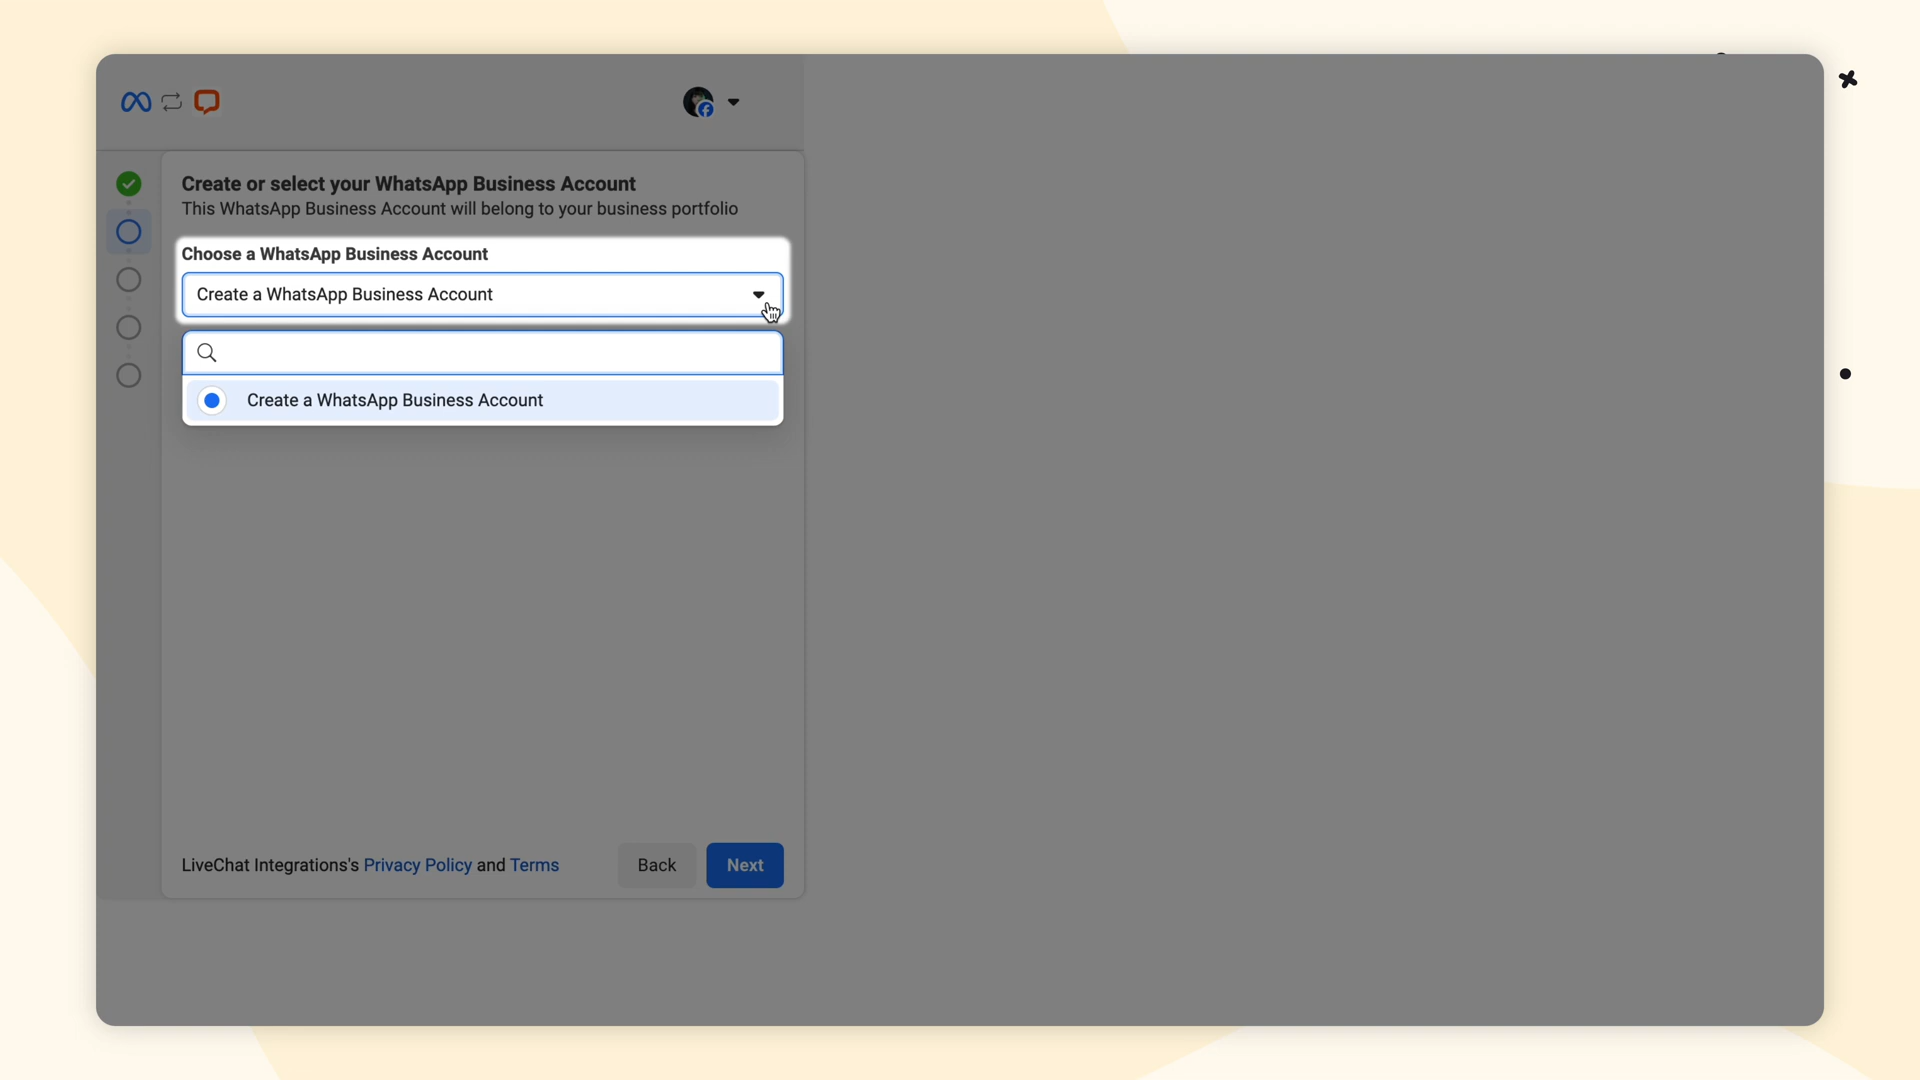 Create or select your WhatsApp Business Account
This WhatsApp Business Account will belong to your business portfolio
Choose a WhatsApp Business Account
Create a WhatsApp Business Account
Create a WhatsApp Business Account
LiveChat Integrations's Privacy Policy and Terms
Back
Next